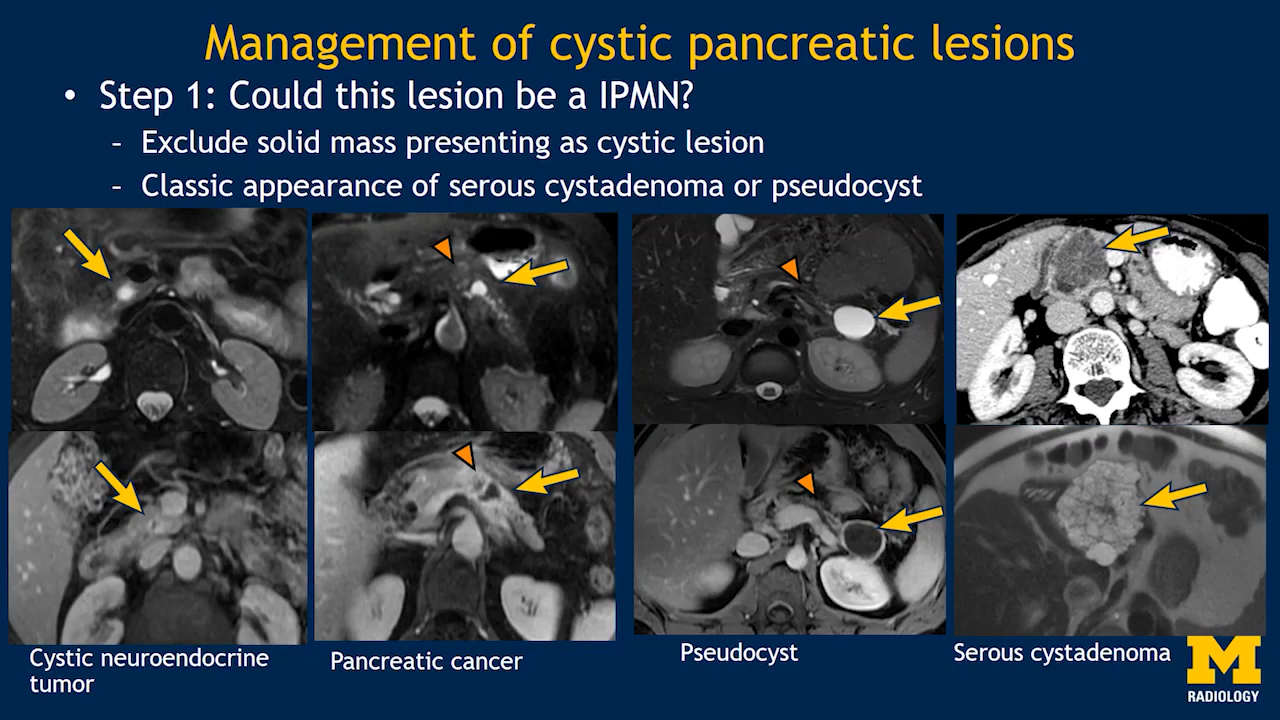 Management of cystic pancreatic lesions
• Step 1: Could this lesion be a IPMN?
- Exclude solid mass presenting as cystic lesion
- Classic appearance of serous cystadenoma or pseudocyst
Cystic neuroendocrine
tumor
Pancreatic cancer
Pseudocyst
Serous cystadenoma
M
RADIOLOGY